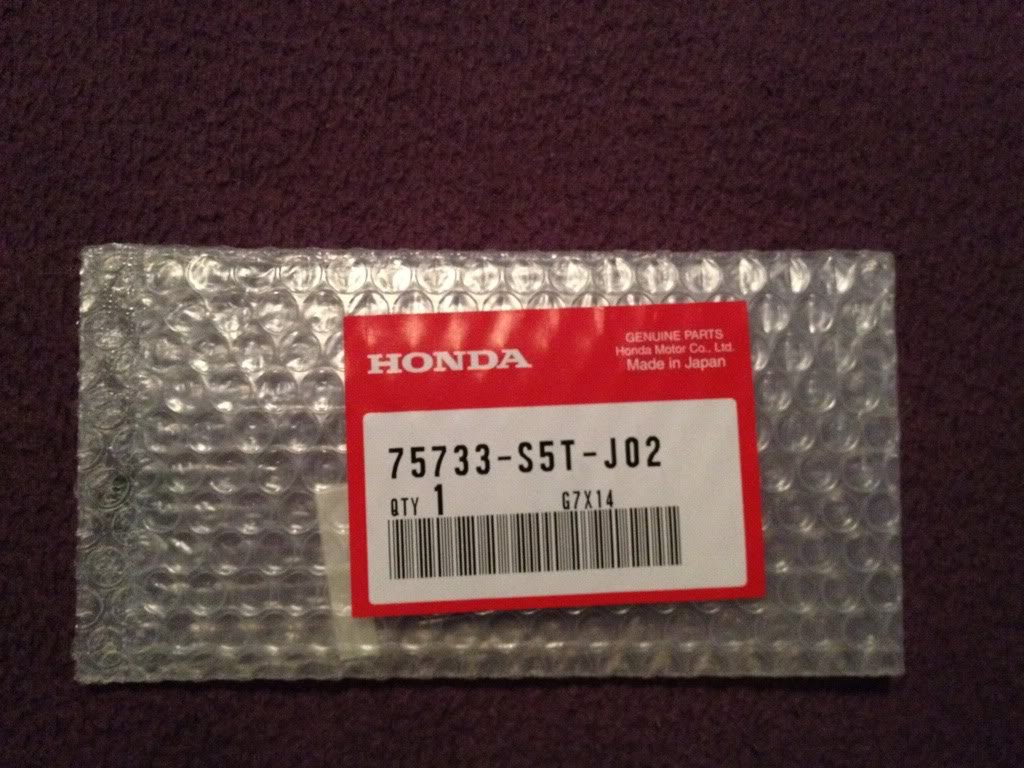 HONDA
GENUINE PARTS
Honda Motor Co., Ltd.
Made in Japan
75733-S5T-J02
QTY 1 G7X14